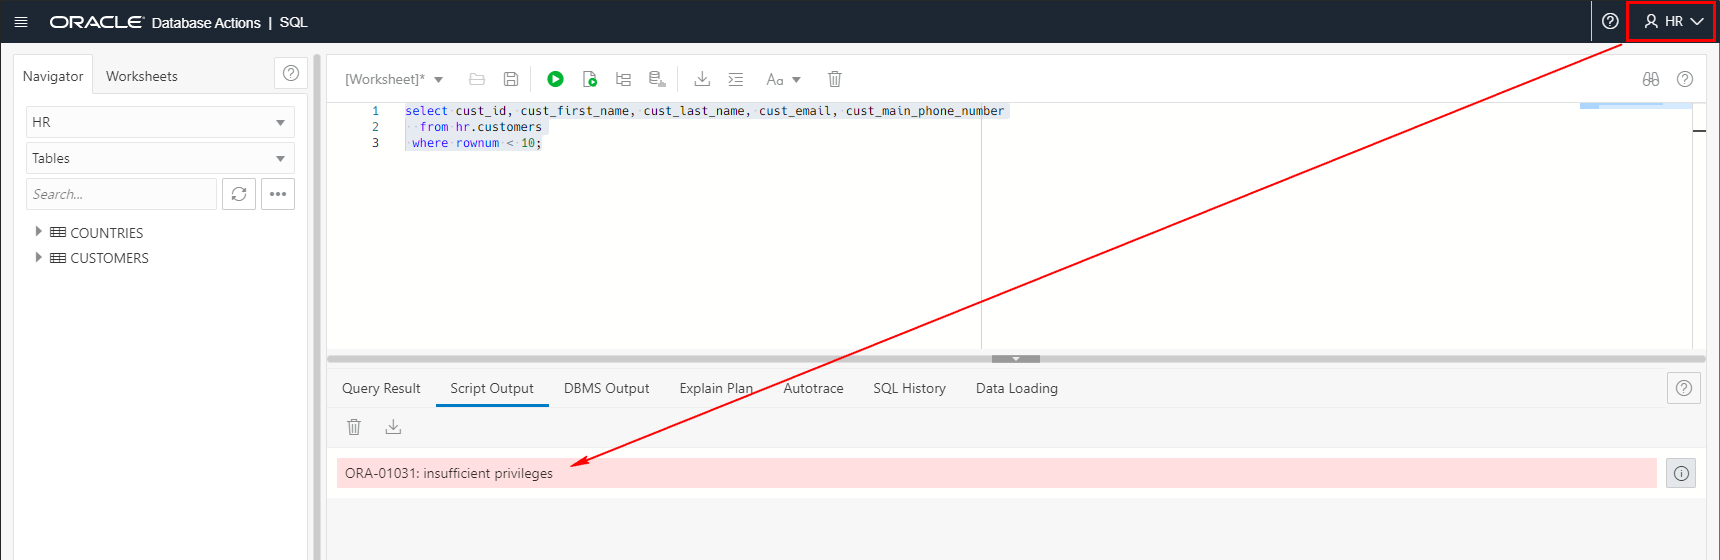 ORACLE Database Actions | SQL
HR
Navigator
Worksheets
HR
Tables
Search...
COUNTRIES
CUSTOMERS
[Worksheet]*
Aa
1 select cust_id, cust_first_name, cust_last_name, cust_email, cust_main_phone_number
2 from hr.customers
3 where rownum < 10;
Query Result Script Output DBMS Output Explain Plan Autotrace SQL History Data Loading
ORA-01031: insufficient privileges